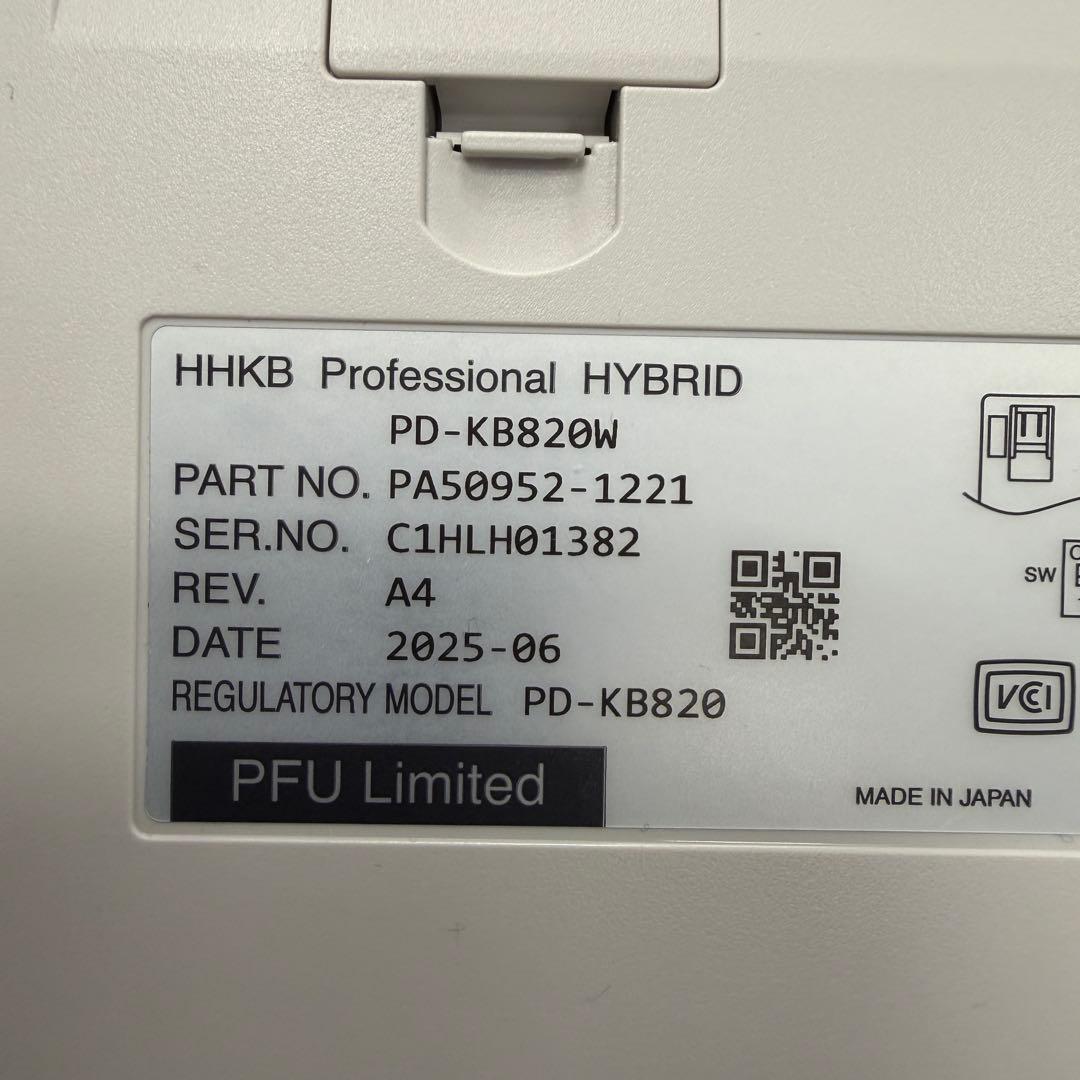 HHKB Professional HYBRID
PD-KB820W
PART NO. PA50952-1221
SER.NO. C1HLH01382
REV. A4
DATE 2025-06
REGULATORY MODEL PD-KB820
PFU Limited
SW
VCI
MADE IN JAPAN